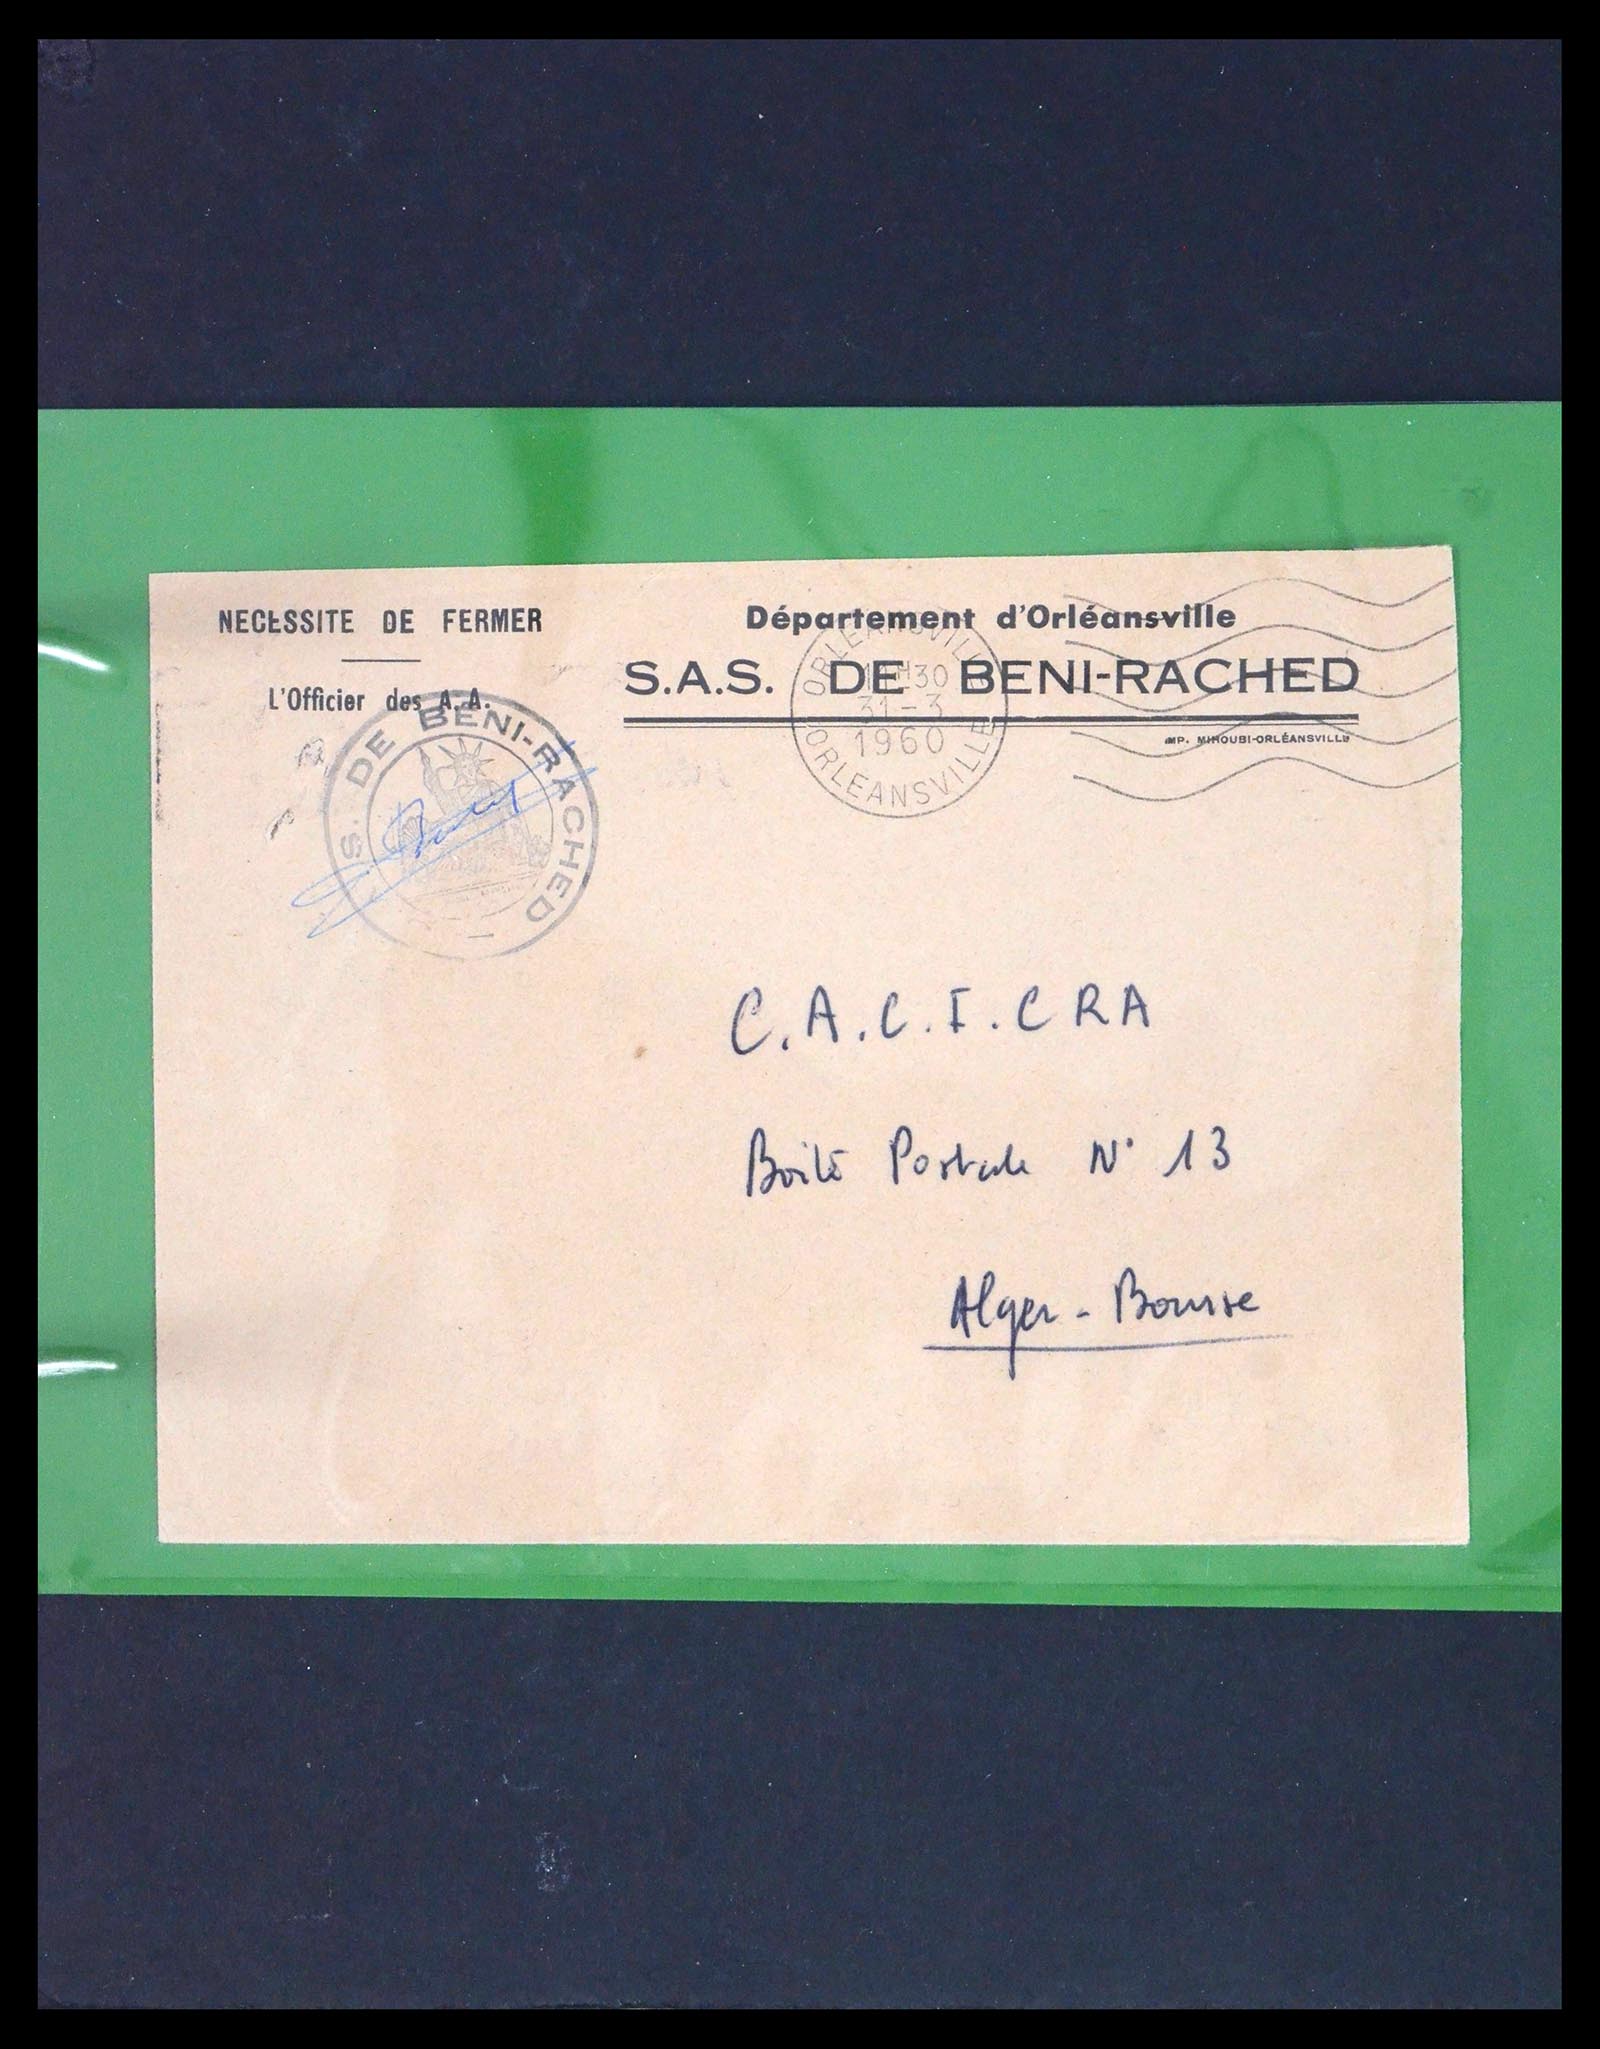 NECESSITE DE FERMER
L'Officier des A.A.
S. DE BENI-RACHED
Département d'Orléansville
S.A.S. DE BENI-RACHED
IMP. MIHOUBI-ORLÉANSVILLE
ORLEANSVILLE
H30
31-3
1960
ORLEANSVILLE
C.A.C.I.CRA
Boite Postale N° 13
Alger-Bourse